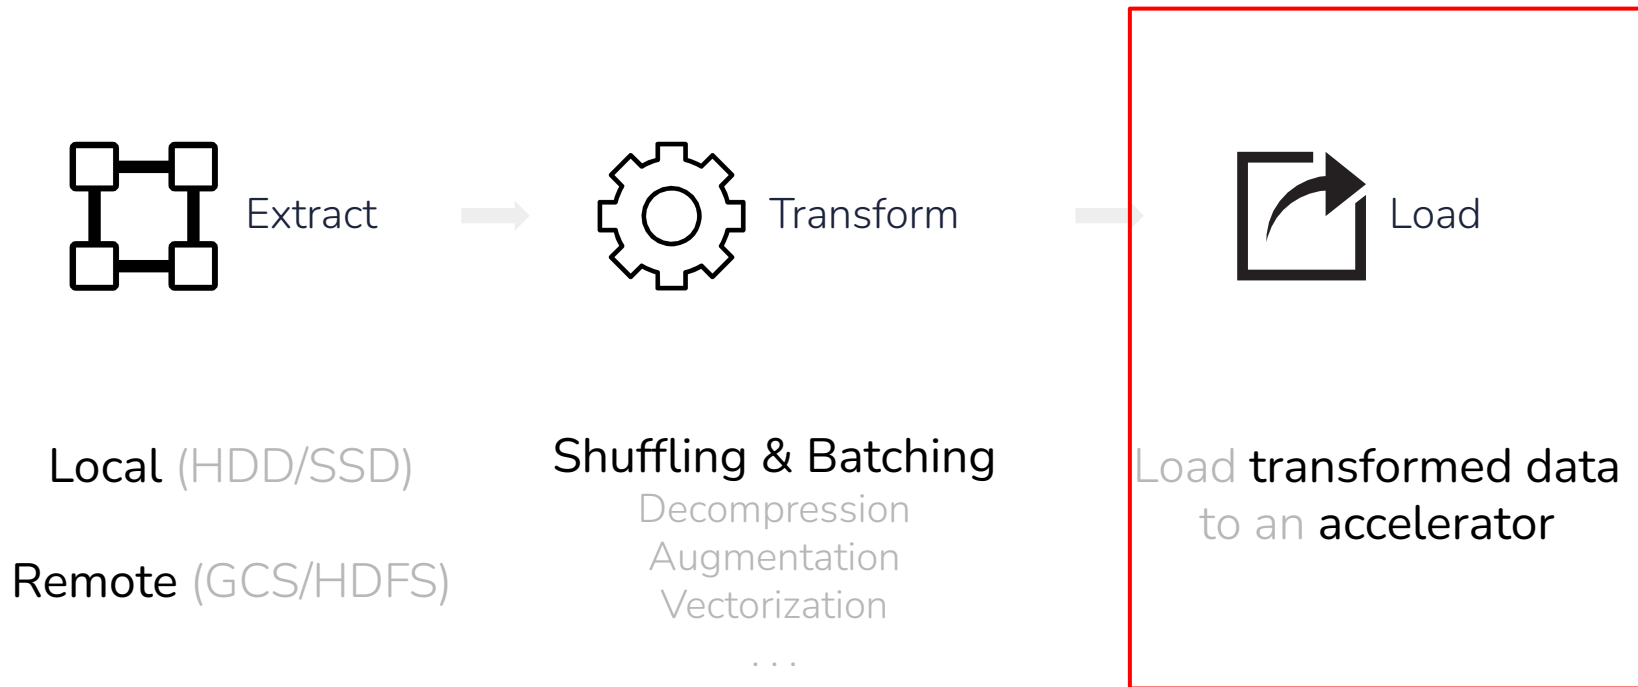 Extract
Transform
Load
Local (HDD/SSD)
Remote (GCS/HDFS)
Shuffling & Batching
Decompression
Augmentation
Vectorization
. . .
Load transformed data
to an accelerator